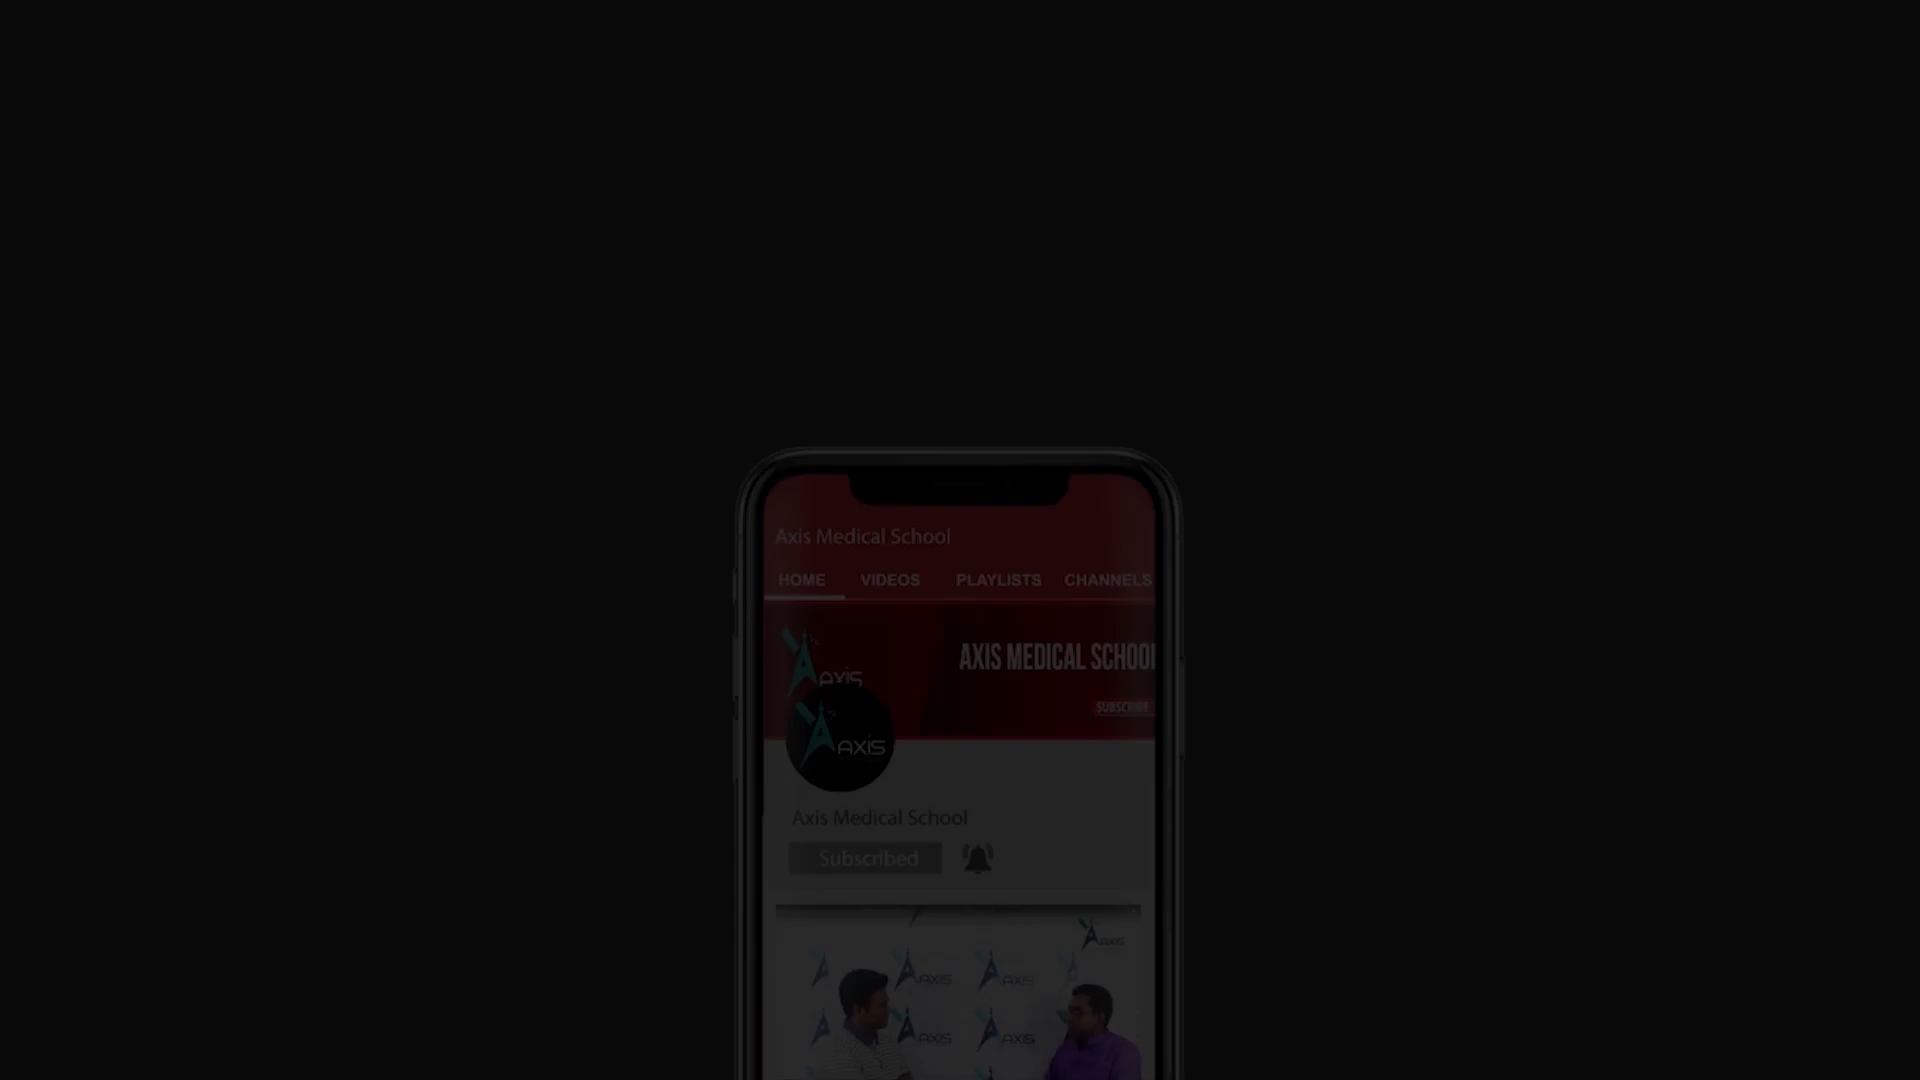 Axis Medical School
HOME VIDEOS PLAYLISTS CHANNELS
AXIS MEDICAL SCHOOL
AXIS
SUBSCRIBE
AXIS
Axis Medical School
Subscribed
AXIS
AXIS AXIS
AXIS AXIS